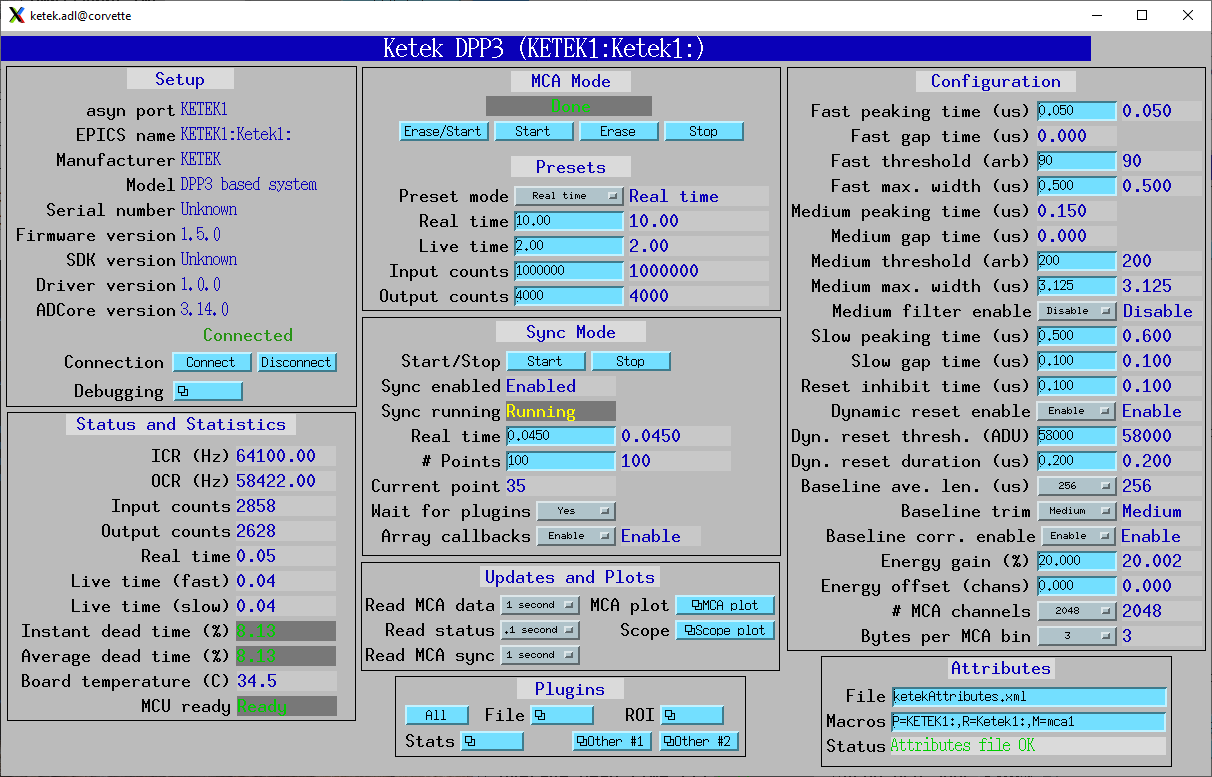 ketek.adl@corvette
Ketek DPP3 (KETEK1:Ketek1:)
Setup
asyn port KETEK1
EPICS name KETEK1:Ketek1:
Manufacturer KETEK
Model DPP3 based system
Serial number Unknown
Firmware version 1.5.0
SDK version Unknown
Driver version 1.0.0
ADCore version 3.14.0
Connected
Connection Connect Disconnect
Debugging
Status and Statistics
ICR (Hz) 64100.00
OCR (Hz) 58422.00
Input counts 2858
Output counts 2628
Real time 0.05
Live time (fast) 0.04
Live time (slow) 0.04
Instant dead time (%) 8.13
Average dead time (%) 8.13
Board temperature (C) 34.5
MCU ready Ready
MCA Mode
Done
Erase/Start Start Erase Stop
Presets
Preset mode Real time Real time
Real time 10.00 10.00
Live time 2.00 2.00
Input counts 1000000 1000000
Output counts 4000 4000
Sync Mode
Start/Stop Start Stop
Sync enabled Enabled
Sync running Running
Real time 0.0450 0.0450
# Points 100 100
Current point 35
Wait for plugins Yes
Array callbacks Enable Enable
Updates and Plots
Read MCA data 1 second MCA plot MCA plot
Read status .1 second Scope Scope plot
Read MCA sync 1 second
Plugins
All File ROI
Stats Other #1 Other #2
Configuration
Fast peaking time (us) 0.050 0.050
Fast gap time (us) 0.000
Fast threshold (arb) 90 90
Fast max. width (us) 0.500 0.500
Medium peaking time (us) 0.150
Medium gap time (us) 0.000
Medium threshold (arb) 200 200
Medium max. width (us) 3.125 3.125
Medium filter enable Disable Disable
Slow peaking time (us) 0.500 0.600
Slow gap time (us) 0.100 0.100
Reset inhibit time (us) 0.100 0.100
Dynamic reset enable Enable Enable
Dyn. reset thresh. (ADU) 58000 58000
Dyn. reset duration (us) 0.200 0.200
Baseline ave. len. (us) 256 256
Baseline trim Medium Medium
Baseline corr. enable Enable Enable
Energy gain (%) 20.000 20.002
Energy offset (chans) 0.000 0.000
# MCA channels 2048 2048
Bytes per MCA bin 3 3
Attributes
File ketekAttributes.xml
Macros P=KETEK1:,R=Ketek1:,M=mca1
Status Attributes file OK